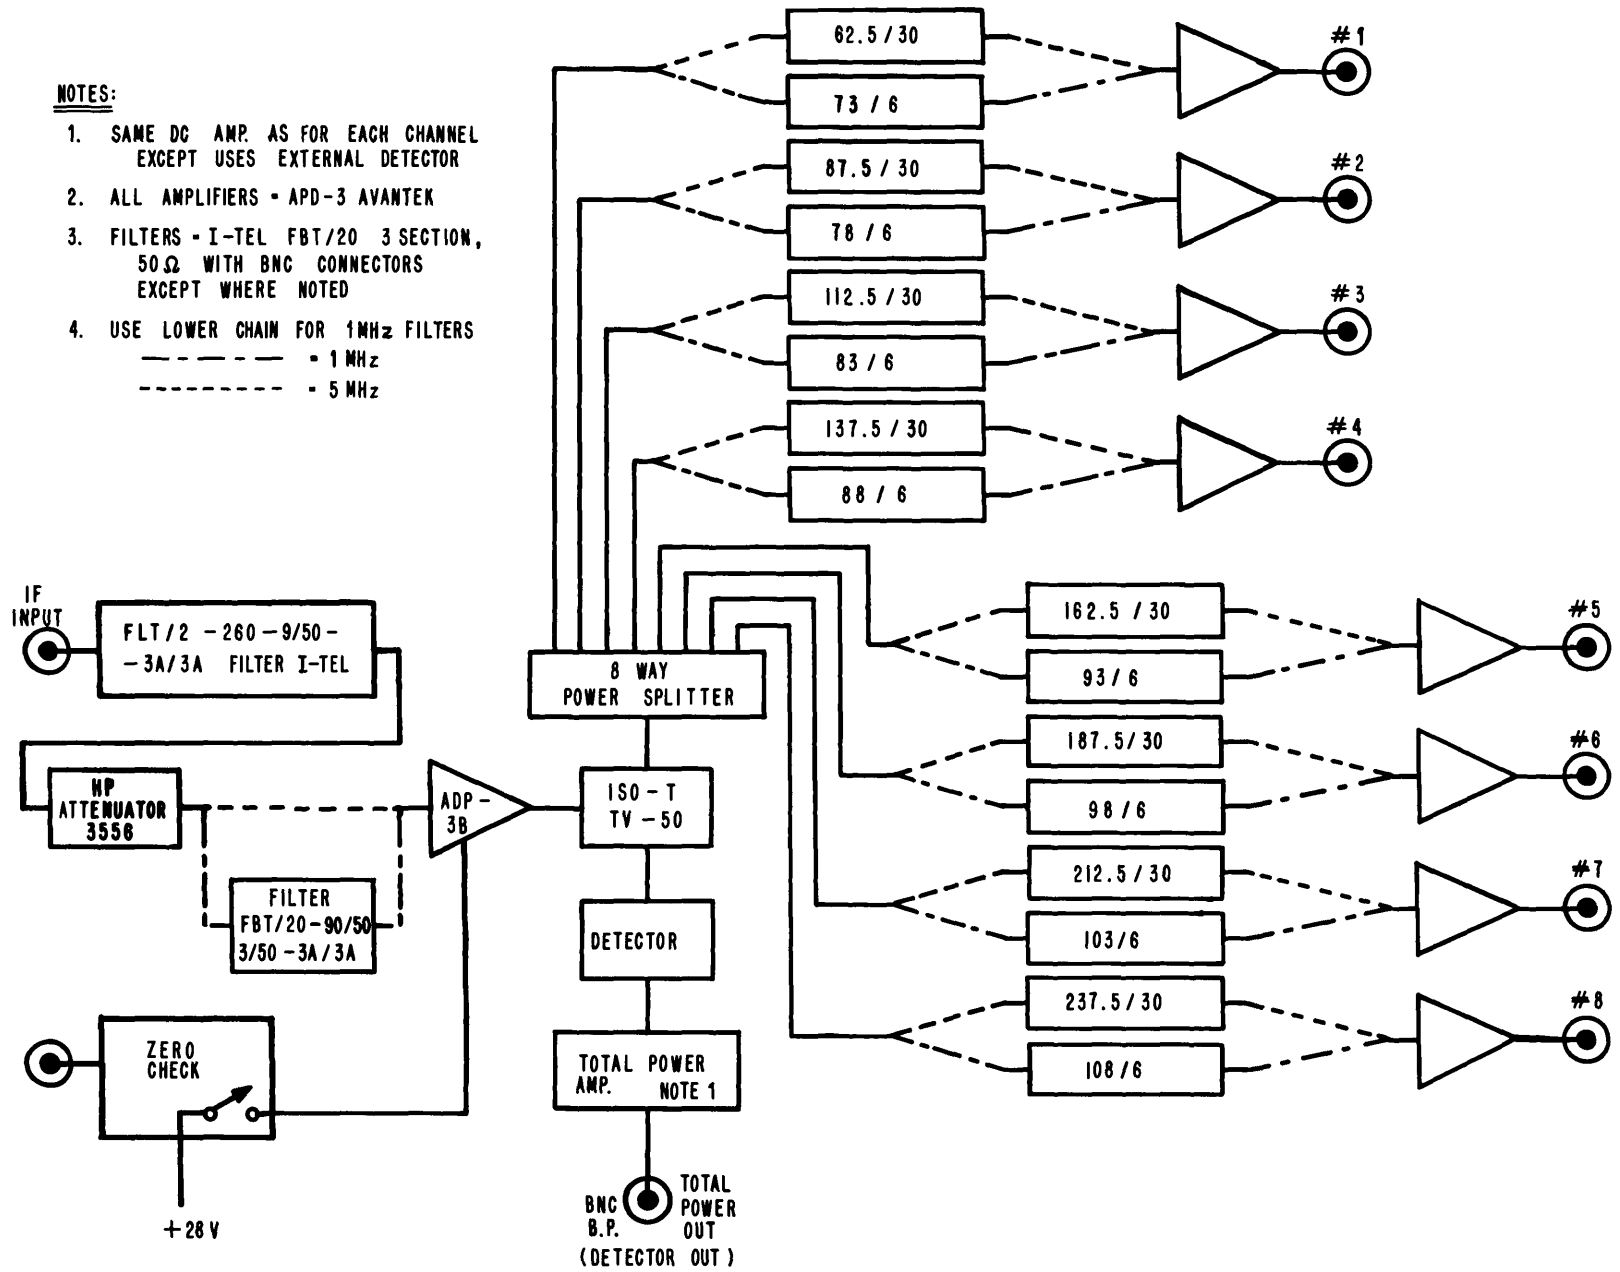 NOTES:
1. SAME DC AMP. AS FOR EACH CHANNEL
EXCEPT USES EXTERNAL DETECTOR
2. ALL AMPLIFIERS - APD-3 AVANTEK
3. FILTERS - I-TEL FBT/20 3 SECTION,
50Ω WITH BNC CONNECTORS
EXCEPT WHERE NOTED
4. USE LOWER CHAIN FOR 1MHz FILTERS
- 1 MHz
- 5 MHz
62.5 / 30
73 / 6
#1
87.5 / 30
78 / 6
#2
112.5 / 30
83 / 6
#3
137.5 / 30
88 / 6
#4
IF
INPUT
FLT/2 -260-9/50-
-3A/3A FILTER I-TEL
HP
ATTENUATOR
3556
FILTER
FBT/20-90/50
3/50-3A/3A
ADP-
3B
ZERO
CHECK
+28V
8 WAY
POWER SPLITTER
ISO-T
TV-50
DETECTOR
TOTAL POWER
AMP. NOTE 1
BNC
B.P.
TOTAL
POWER
OUT
(DETECTOR OUT)
162.5 / 30
93/6
#5
187.5/30
98/6
#6
212.5/30
103/6
#7
237.5/30
108/6
#8